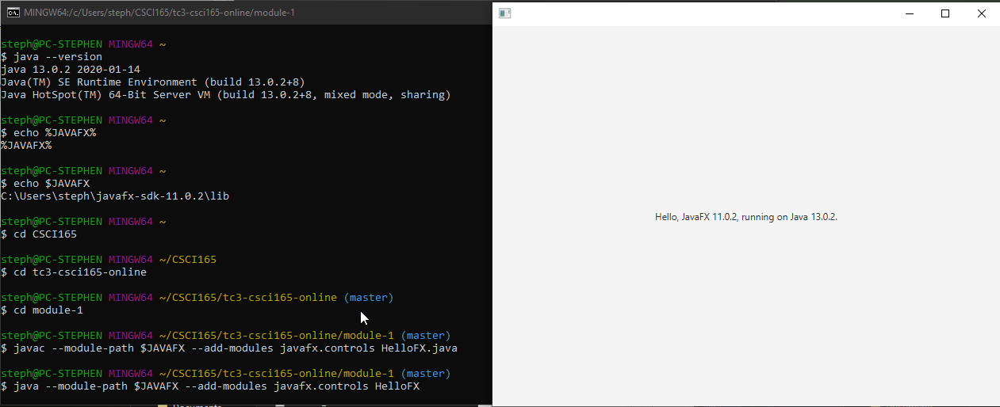 MINGW64:/c/Users/steph/CSCI165/tc3-csci165-online/module-1
steph@PC-STEPHEN MINGW64 ~
$ java --version
java 13.0.2 2020-01-14
Java(TM) SE Runtime Environment (build 13.0.2+8)
Java HotSpot(TM) 64-Bit Server VM (build 13.0.2+8, mixed mode, sharing)
steph@PC-STEPHEN MINGW64 ~
$ echo %JAVAFX%
%JAVAFX%
steph@PC-STEPHEN MINGW64 ~
$ echo $JAVAFX
C:\Users\steph\javafx-sdk-11.0.2\lib
steph@PC-STEPHEN MINGW64 ~
$ cd CSCI165
steph@PC-STEPHEN MINGW64 ~/CSCI165
$ cd tc3-csci165-online
steph@PC-STEPHEN MINGW64 ~/CSCI165/tc3-csci165-online (master)
$ cd module-1
steph@PC-STEPHEN MINGW64 ~/CSCI165/tc3-csci165-online/module-1 (master)
$ javac --module-path $JAVAFX --add-modules javafx.controls HelloFX.java
steph@PC-STEPHEN MINGW64 ~/CSCI165/tc3-csci165-online/module-1 (master)
$ java --module-path $JAVAFX --add-modules javafx.controls HelloFX
Hello, JavaFX 11.0.2, running on Java 13.0.2.